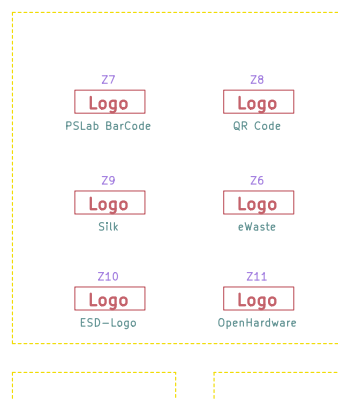 Z7 Z8
Logo Logo
PSLab BarCode QR Code
Z9 Z6
Logo Logo
Silk eWaste
Z10 Z11
Logo Logo
ESD-Logo OpenHardware